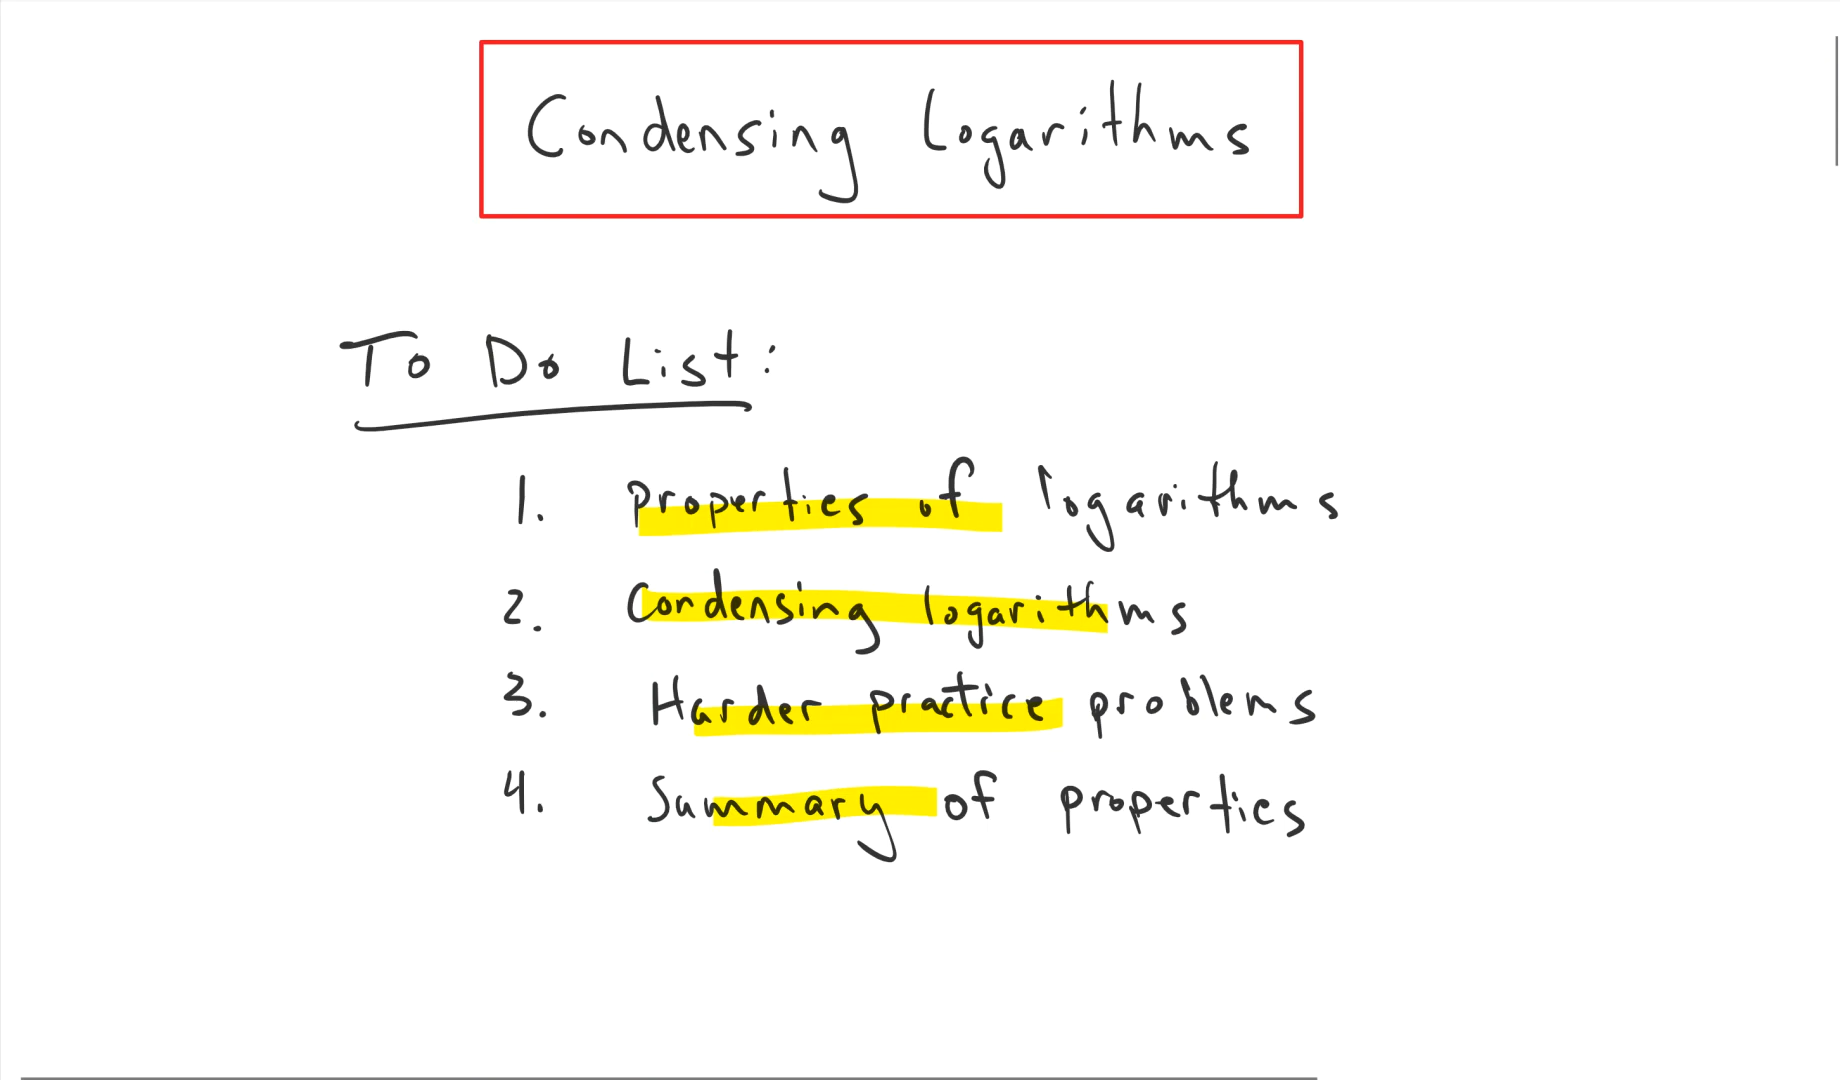 Condensing Logarithms
To Do List:
1. properties of logarithms
2. Condensing logarithms
3. Harder practice problems
4. Summary of properties